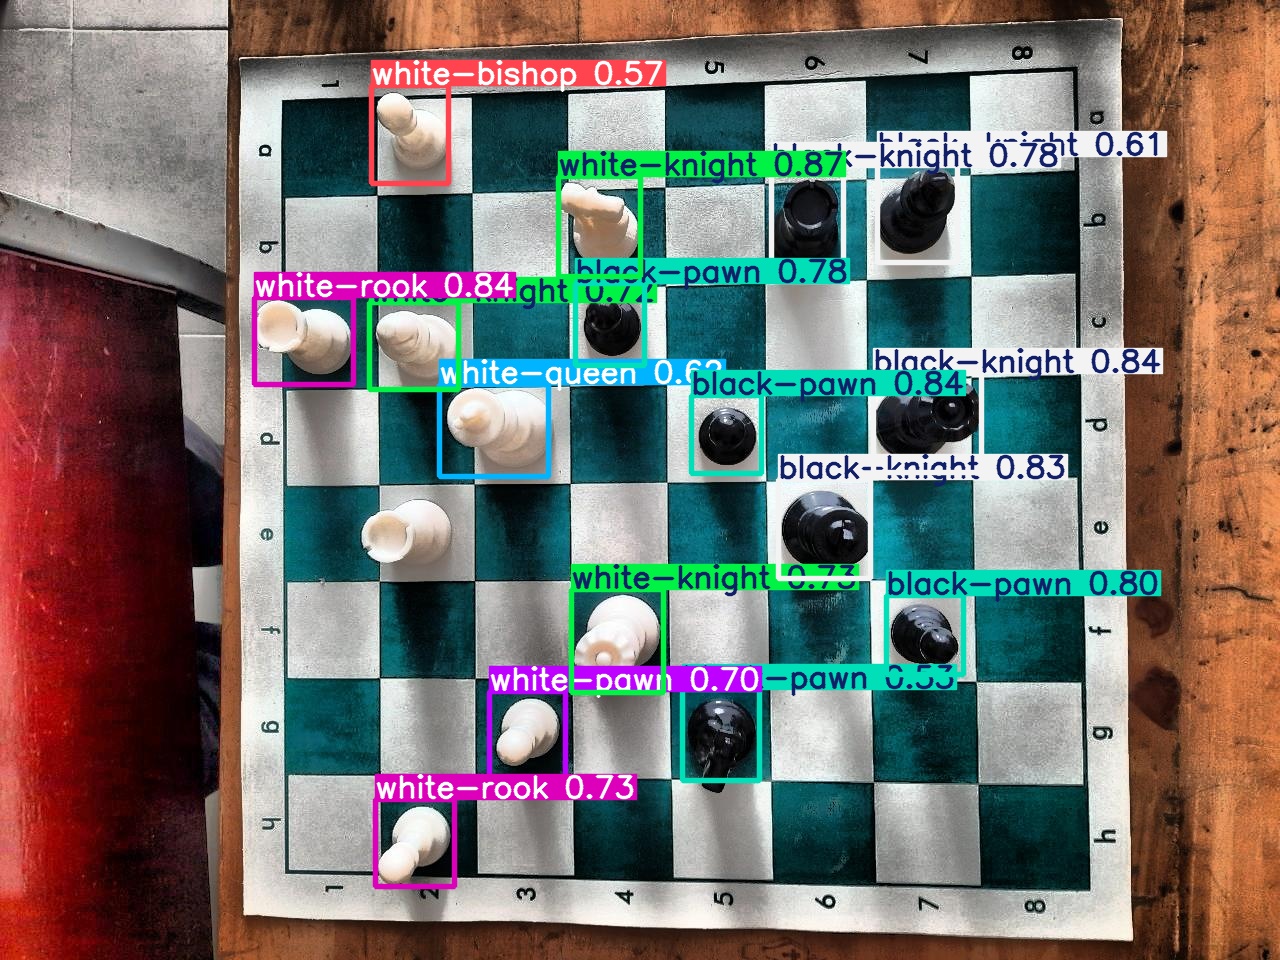 1 5 6 7 8
white-bishop 0.57
a a
black-knight 0.61
white-knight 0.87 black-knight 0.78
b b
black-pawn 0.78
white-rook 0.84 white-knight 0.77
c
white-queen 0.62 black-pawn 0.84 black-knight 0.84
d d
black-knight 0.83
e e
white-knight 0.73 black-pawn 0.80
f f
white-pawn 0.70 -pawn 0.53
g g
white-rook 0.73
h h
1 2 3 4 5 6 7 8